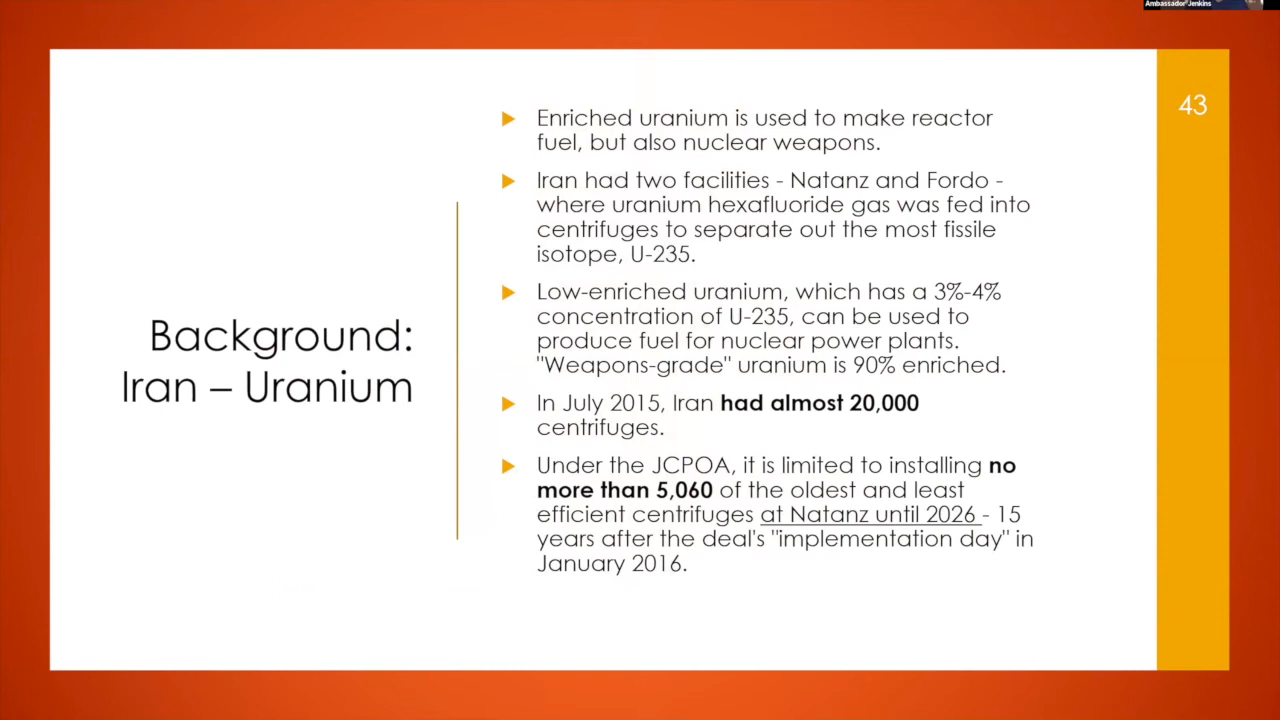 Ambassador Jenkins
43
Background:
Iran – Uranium
Enriched uranium is used to make reactor
fuel, but also nuclear weapons.
Iran had two facilities - Natanz and Fordo -
where uranium hexafluoride gas was fed into
centrifuges to separate out the most fissile
isotope, U-235.
Low-enriched uranium, which has a 3%-4%
concentration of U-235, can be used to
produce fuel for nuclear power plants.
"Weapons-grade" uranium is 90% enriched.
In July 2015, Iran had almost 20,000
centrifuges.
Under the JCPOA, it is limited to installing no
more than 5,060 of the oldest and least
efficient centrifuges at Natanz until 2026 - 15
years after the deal's "implementation day" in
January 2016.